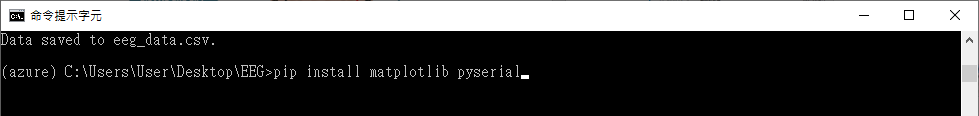 命令提示字元
Data saved to eeg_data.csv.
(azure) C:\Users\User\Desktop\EEG>pip install matplotlib pyserial